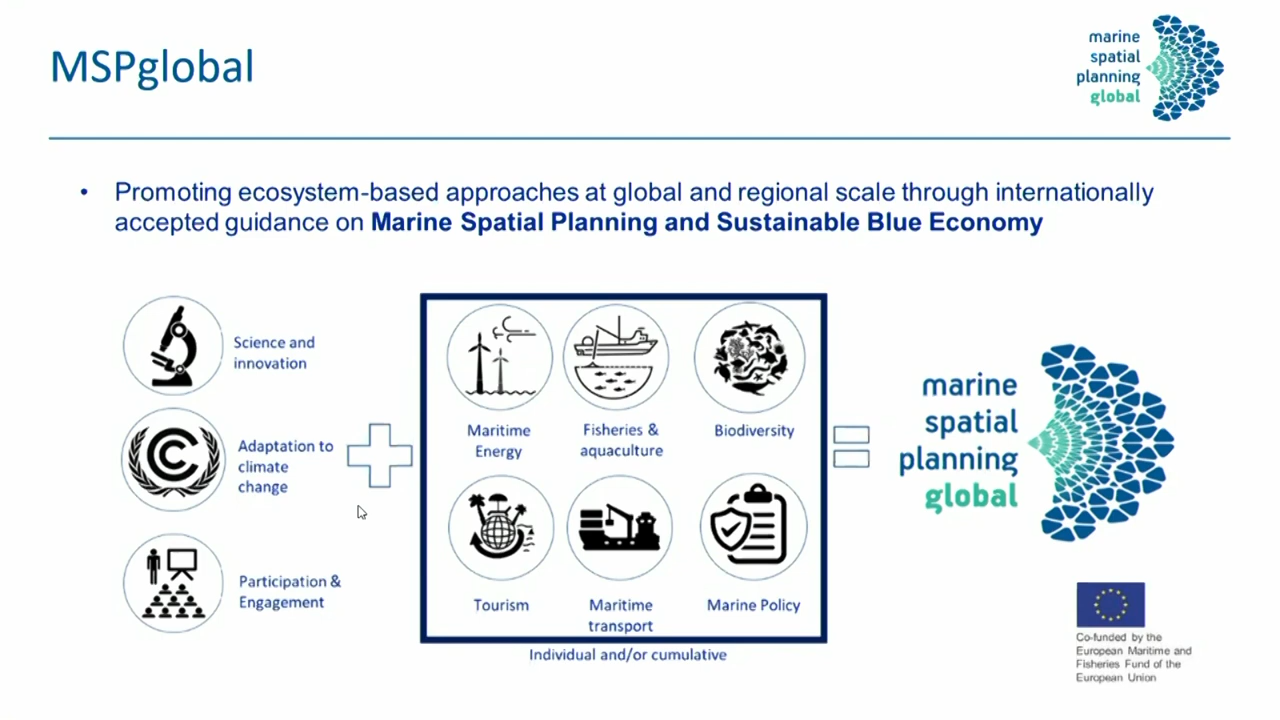 MSPglobal
marine
spatial
planning
global
• Promoting ecosystem-based approaches at global and regional scale through internationally
accepted guidance on Marine Spatial Planning and Sustainable Blue Economy
Science and
innovation
Adaptation to
climate
change
Participation &
Engagement
Maritime
Energy
Fisheries &
aquaculture
Biodiversity
Tourism
Maritime
transport
Marine Policy
Individual and/or cumulative
marine
spatial
planning
global
Co-funded by the
European Maritime and
Fisheries Fund of the
European Union